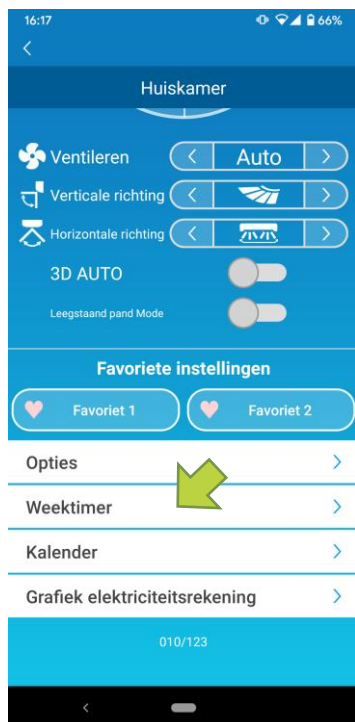 16:17 66%
Huiskamer
Ventileren Auto
Verticale richting
Horizontale richting
3D AUTO
Leegstaand pand Mode
Favoriete instellingen
Favoriet 1 Favoriet 2
Opties
Weektimer
Kalender
Grafiek elektriciteitsrekening
010/123